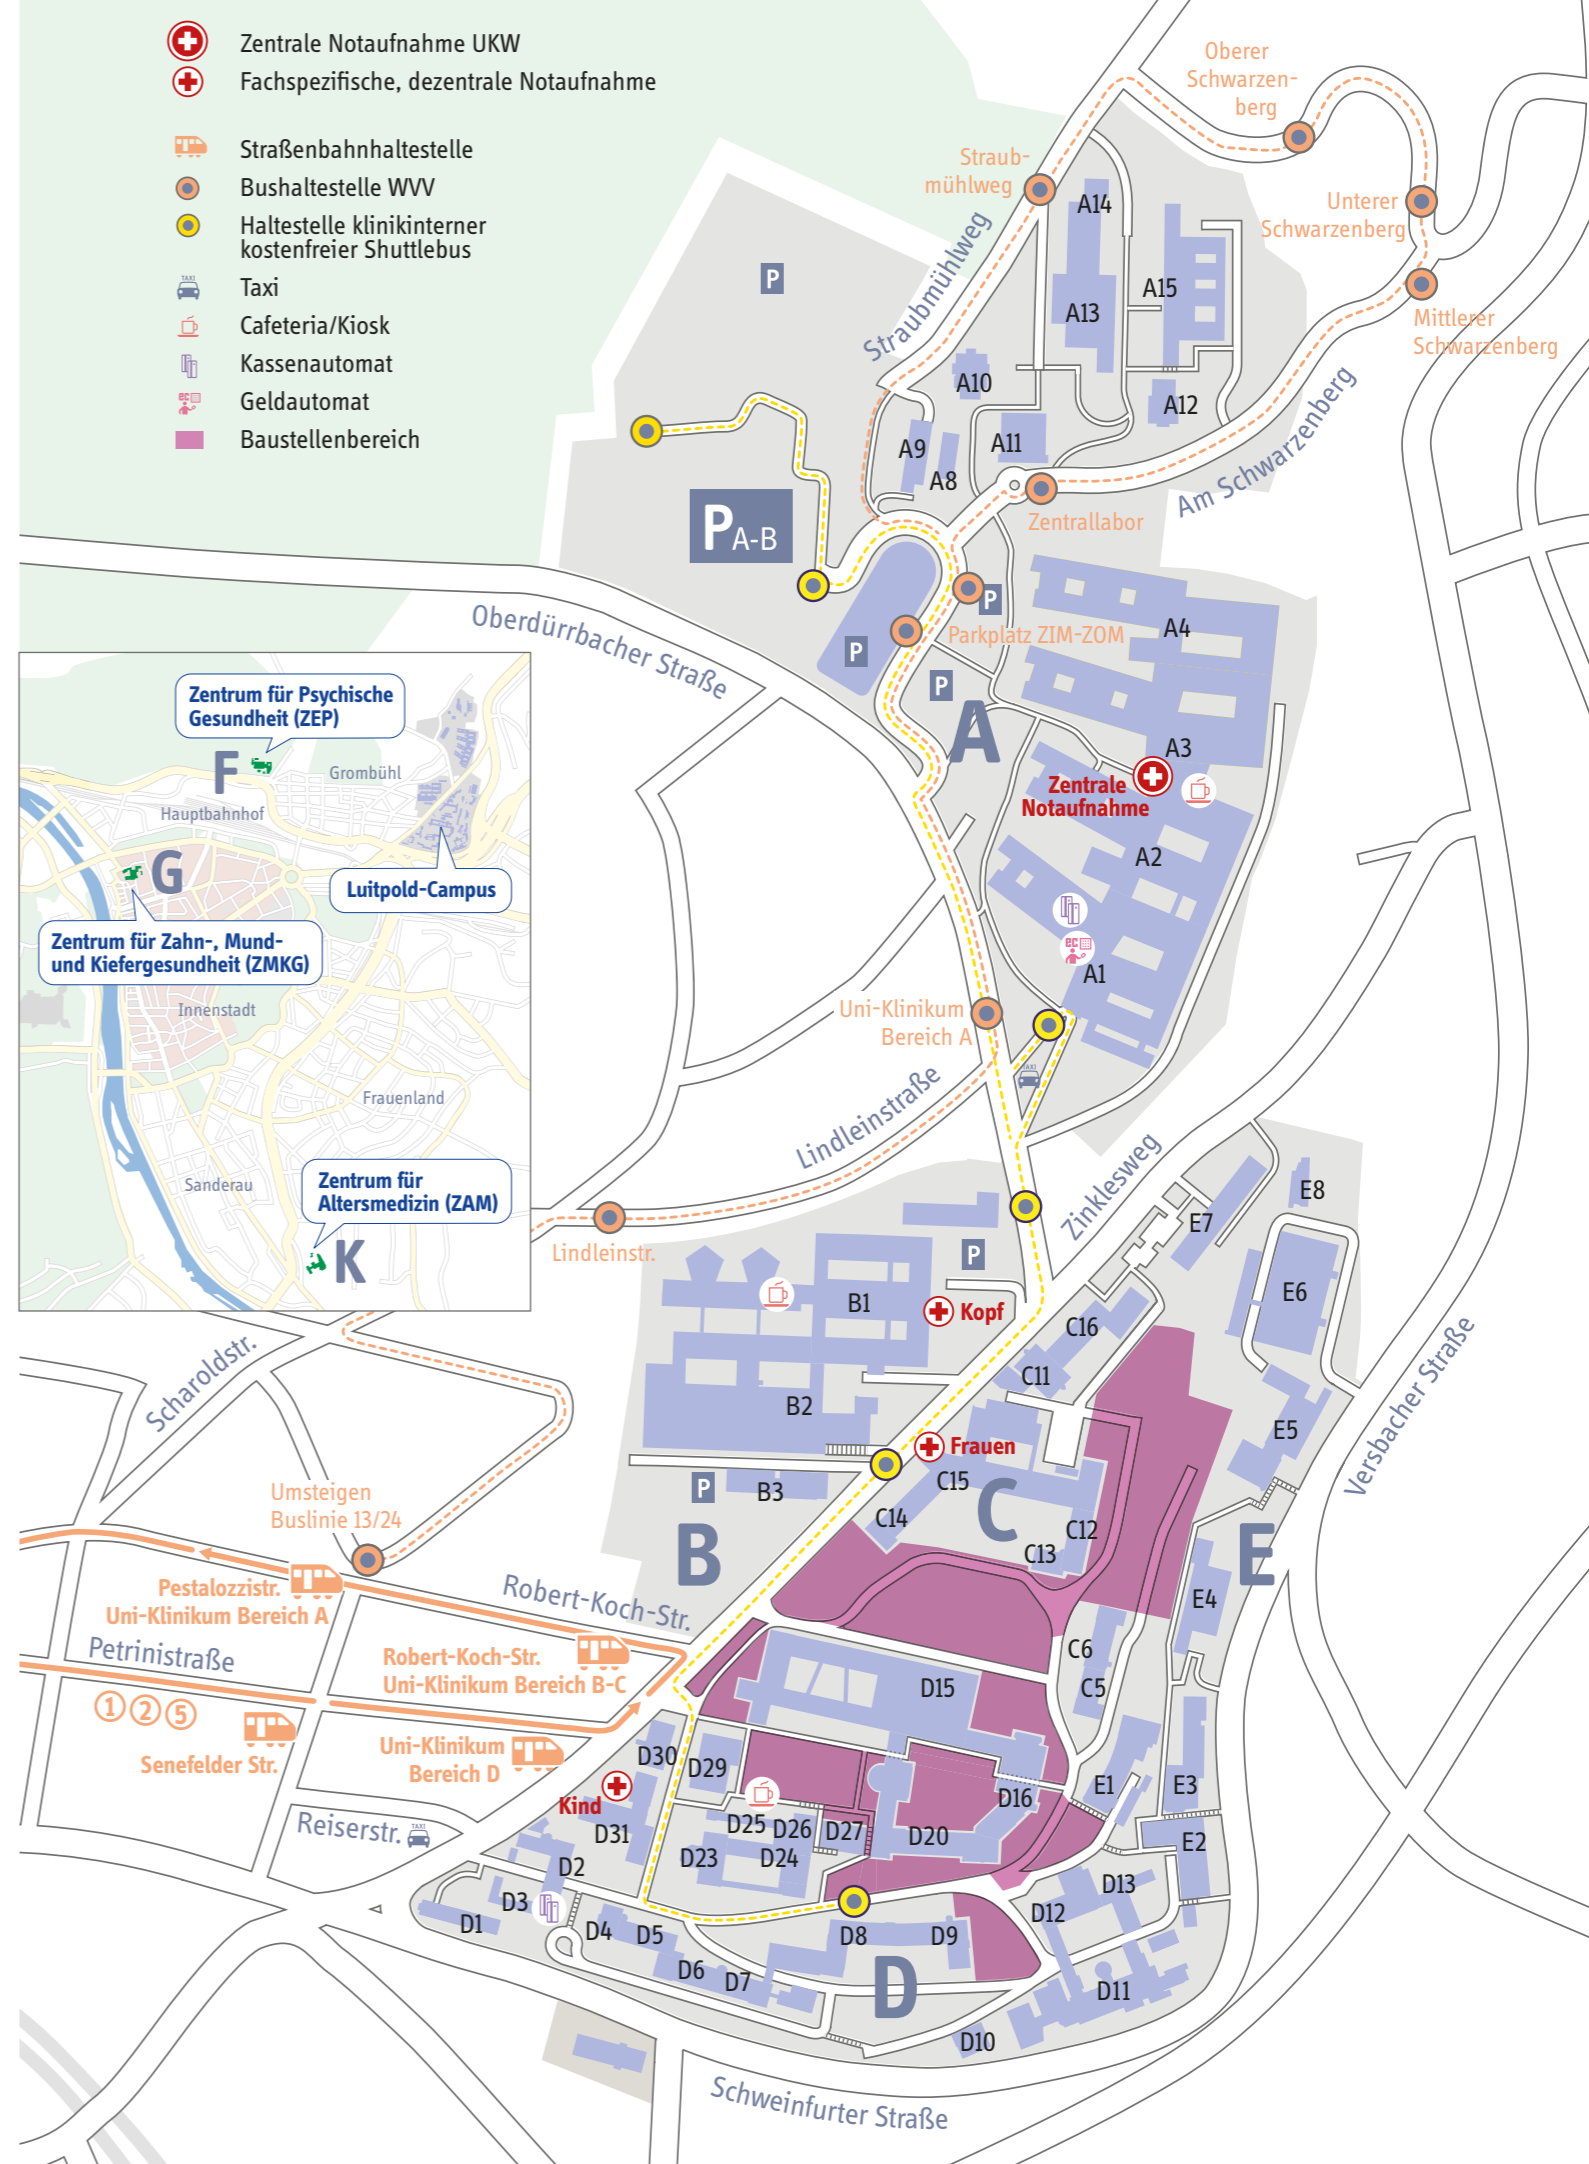 Zentrale Notaufnahme UKW
Fachspezifische, dezentrale Notaufnahme
Straßenbahnhaltestelle
Bushaltestelle WVV
Haltestelle klinikinterner
kostenfreier Shuttlebus
TAXI
Taxi
Cafeteria/Kiosk
Kassenautomat
EC
Geldautomat
Baustellenbereich
Oberer
Schwarzen-
berg
Straub-
mühlweg
Unterer
Schwarzenberg
Mittlerer
Schwarzenberg
Straubmühlweg
Am Schwarzenberg
P
A14
A15
A13
A10
A12
A11
A9
A8
Zentrallabor
P A-B
P
Parkplatz ZIM-ZOM
P
P
A4
Oberdürrbacher Straße
A
A3
Zentrale
Notaufnahme
A2
EC
A1
Uni-Klinikum
Bereich A
TAXI
Lindleinstraße
Lindleinstr.
Zinklesweg
Zentrum für Psychische
Gesundheit (ZEP)
F
Grombühl
Hauptbahnhof
G
Luitpold-Campus
Zentrum für Zahn-, Mund-
und Kiefergesundheit (ZMKG)
Innenstadt
Frauenland
Sanderau
Zentrum für
Altersmedizin (ZAM)
K
E7
E8
P
E6
B1
Kopf
C16
C11
B2
Frauen
E5
Versbacher Straße
Scharoldstr.
P
B3
C15
C
C14
C12
C13
B
E
E4
Umsteigen
Buslinie 13/24
Pestalozzistr.
Uni-Klinikum Bereich A
Robert-Koch-Str.
Petrinistraße
Robert-Koch-Str.
Uni-Klinikum Bereich B-C
1 2 5
Senefelder Str.
Uni-Klinikum
Bereich D
C6
C5
D15
D30
D29
D16
E1
E3
Kind
D31
D25
D26
D27
D20
E2
Reiserstr.
TAXI
D23
D24
D2
D3
D1
D4
D5
D6
D7
D8
D9
D12
D13
D
D11
D10
Schweinfurter Straße